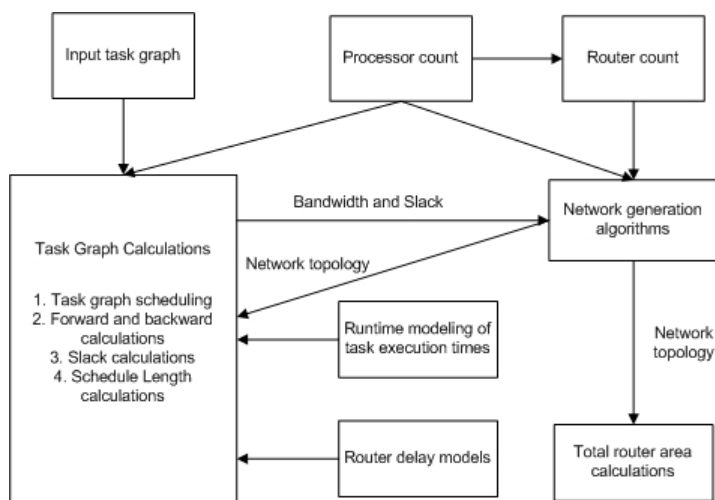 Input task graph
Processor count
Router count
Bandwidth and Slack
Network generation
algorithms
Task Graph Calculations
Network topology
1. Task graph scheduling
2. Forward and backward
calculations
3. Slack calculations
4. Schedule Length
calculations
Runtime modeling of
task execution times
Network
topology
Router delay models
Total router area
calculations